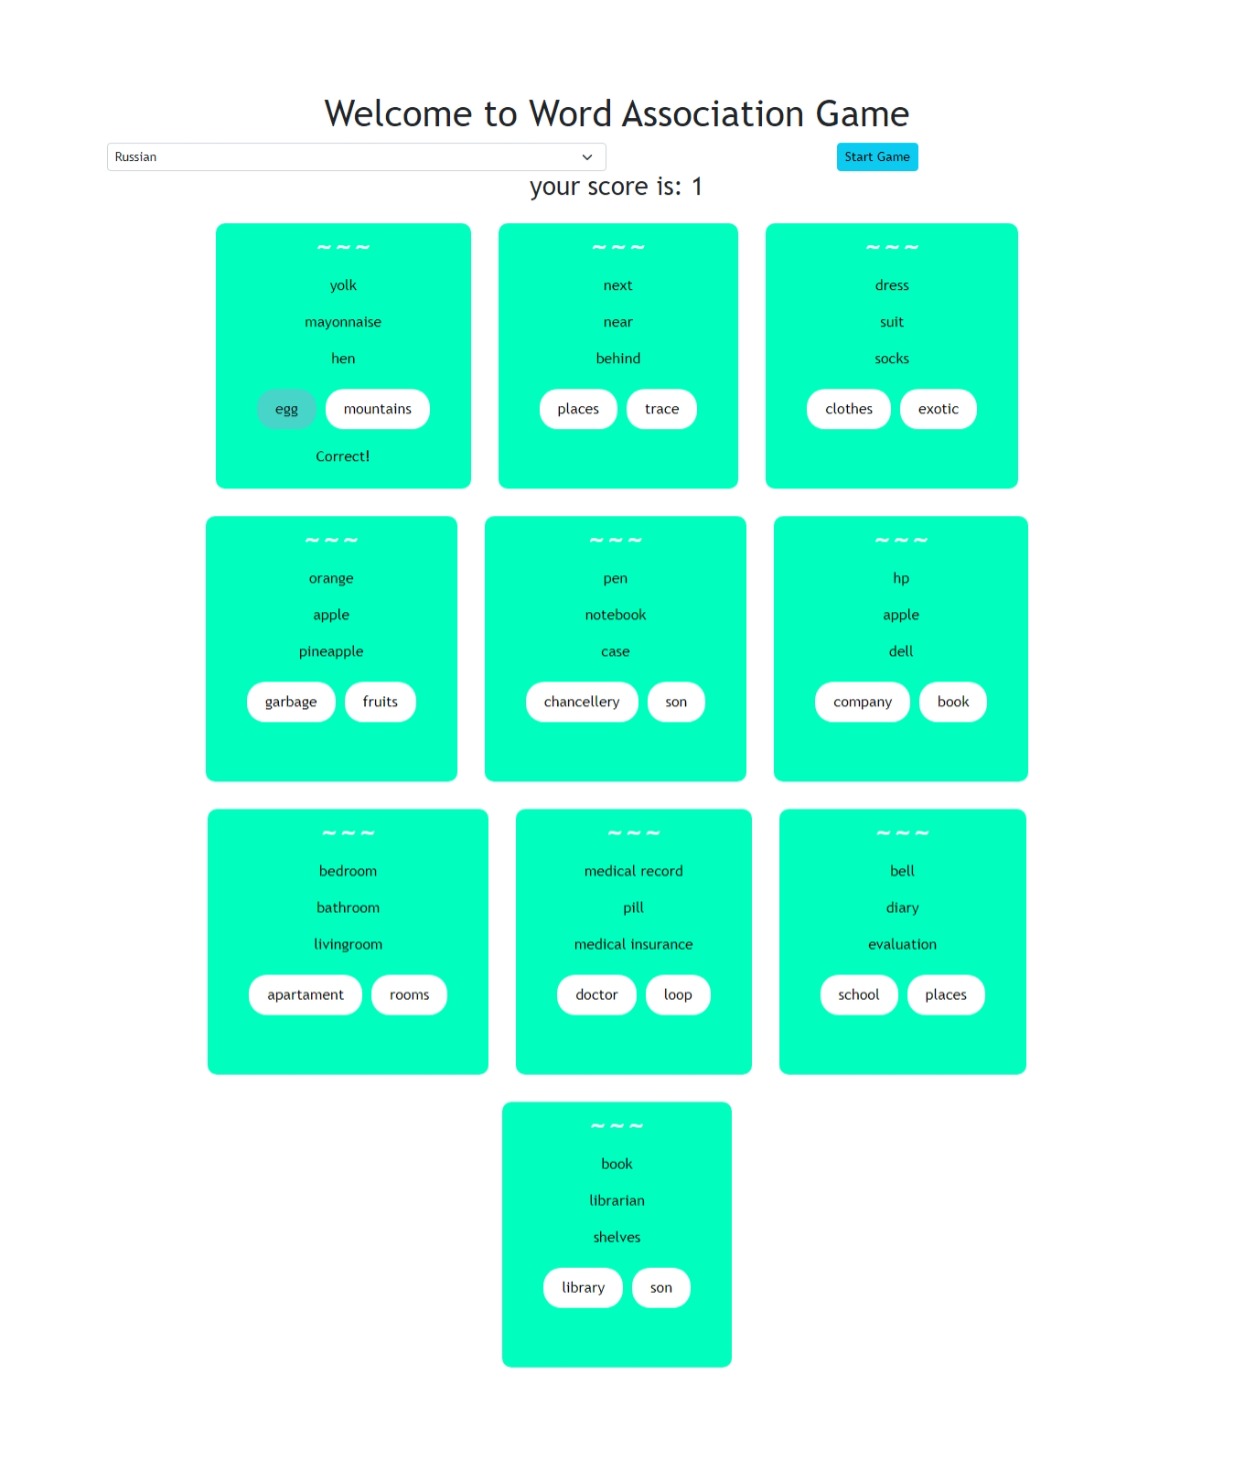 Welcome to Word Association Game
Russian
Start Game
your score is: 1
~~~
yolk
mayonnaise
hen
egg mountains
Correct!
~~~
next
near
behind
places trace
~~~
dress
suit
socks
clothes exotic
~~~
orange
apple
pineapple
garbage fruits
~~~
pen
notebook
case
chancellery son
~~~
hp
apple
dell
company book
~~~
bedroom
bathroom
livingroom
apartament rooms
~~~
medical record
pill
medical insurance
doctor loop
~~~
bell
diary
evaluation
school places
~~~
book
librarian
shelves
library son